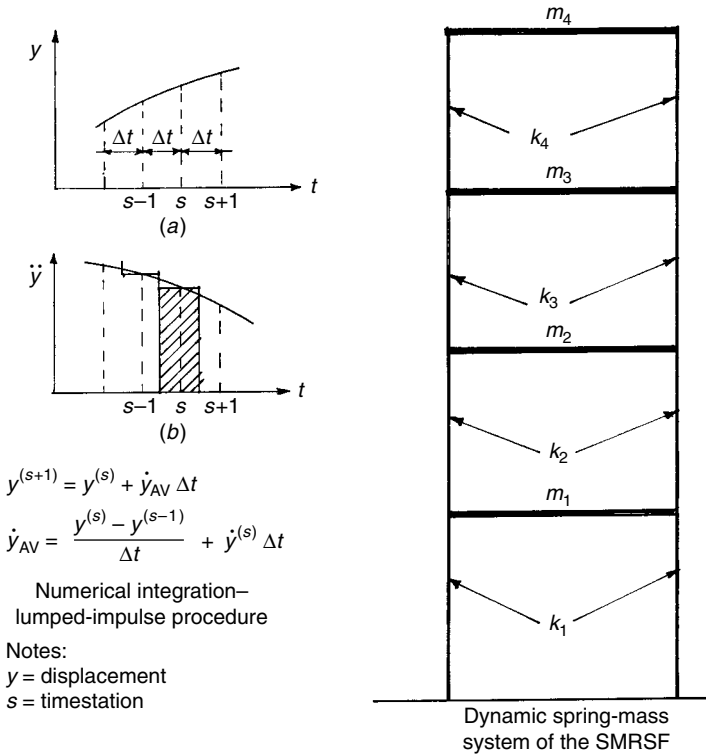 y
Δt Δt Δt
s–1 s s+1 t
(a)
ÿ
s–1 s s+1 t
(b)
y^(s+1) = y^(s) + ẏ_AV Δt
ẏ_AV = (y^(s) – y^(s–1)) / Δt + ẏ^(s) Δt
Numerical integration–
lumped-impulse procedure
Notes:
y = displacement
s = timestation
m₄
k₄
m₃
k₃
m₂
k₂
m₁
k₁
Dynamic spring-mass
system of the SMRSF